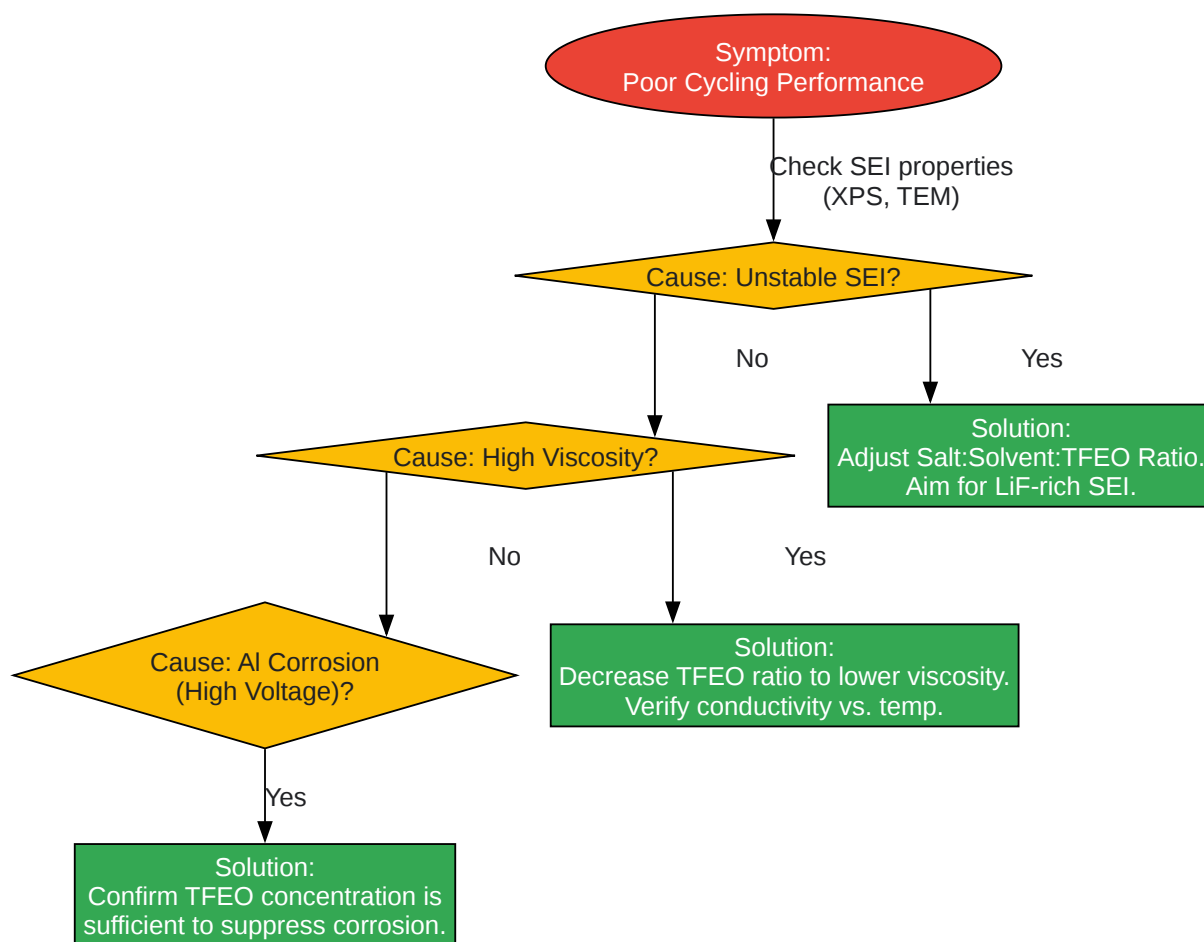 Symptom:
Poor Cycling Performance
Check SEI properties
(XPS, TEM)
Cause: Unstable SEI?
No
Yes
Solution:
Adjust Salt:Solvent:TFEO Ratio.
Aim for LiF-rich SEI.
Cause: High Viscosity?
No
Yes
Solution:
Decrease TFEO ratio to lower viscosity.
Verify conductivity vs. temp.
Cause: Al Corrosion
(High Voltage)?
Yes
Solution:
Confirm TFEO concentration is
sufficient to suppress corrosion.